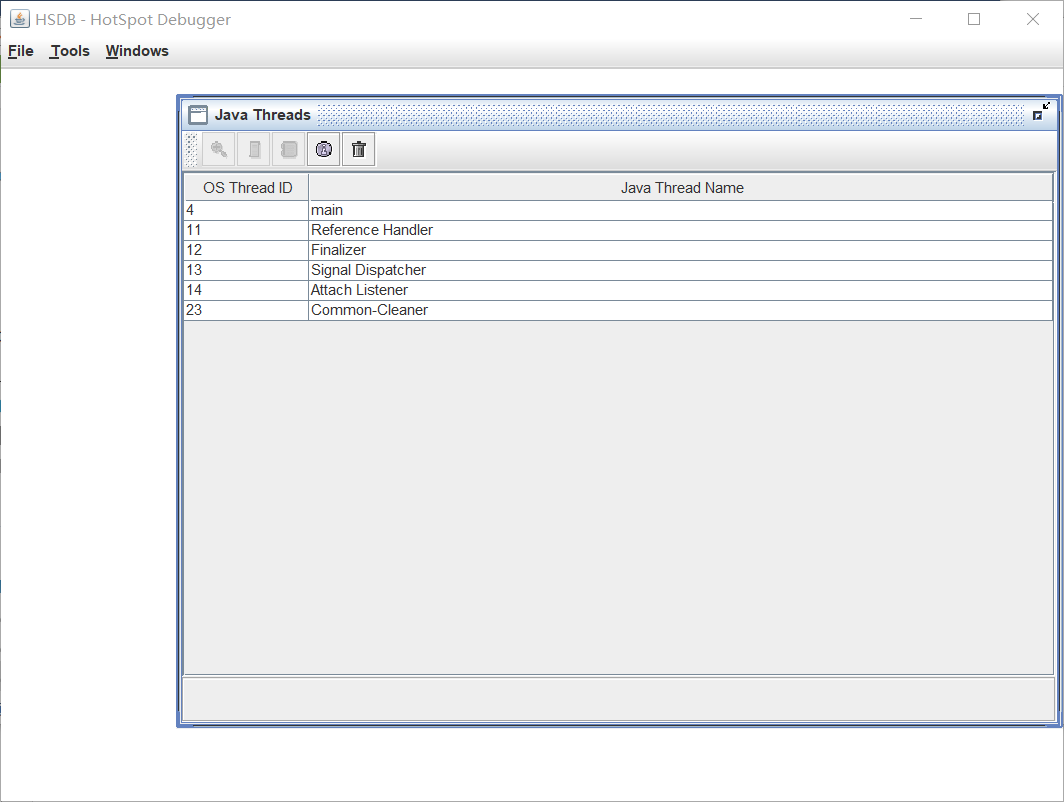 HSDB - HotSpot Debugger
File Tools Windows
Java Threads
OS Thread ID Java Thread Name
4 main
11 Reference Handler
12 Finalizer
13 Signal Dispatcher
14 Attach Listener
23 Common-Cleaner